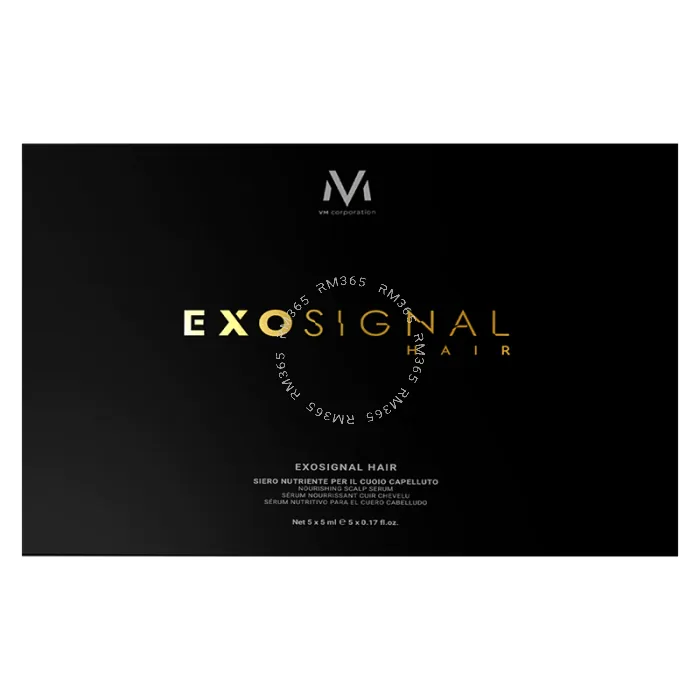 VM corporation
RM365 RM365 RM365 RM365 RM365 RM365 RM365
EXOSIGNAL
HAIR
EXOSIGNAL HAIR
SIERO NUTRIENTE PER IL CUOIO CAPELLUTO
NOURISHING SCALP SERUM
SÉRUM NOURRISSANT CUIR CHEVELU
SÉRUM NUTRITIVO PARA EL CUERO CABELLUDO
Net 5 x 5 ml ℮ 5 x 0.17 fl.oz.